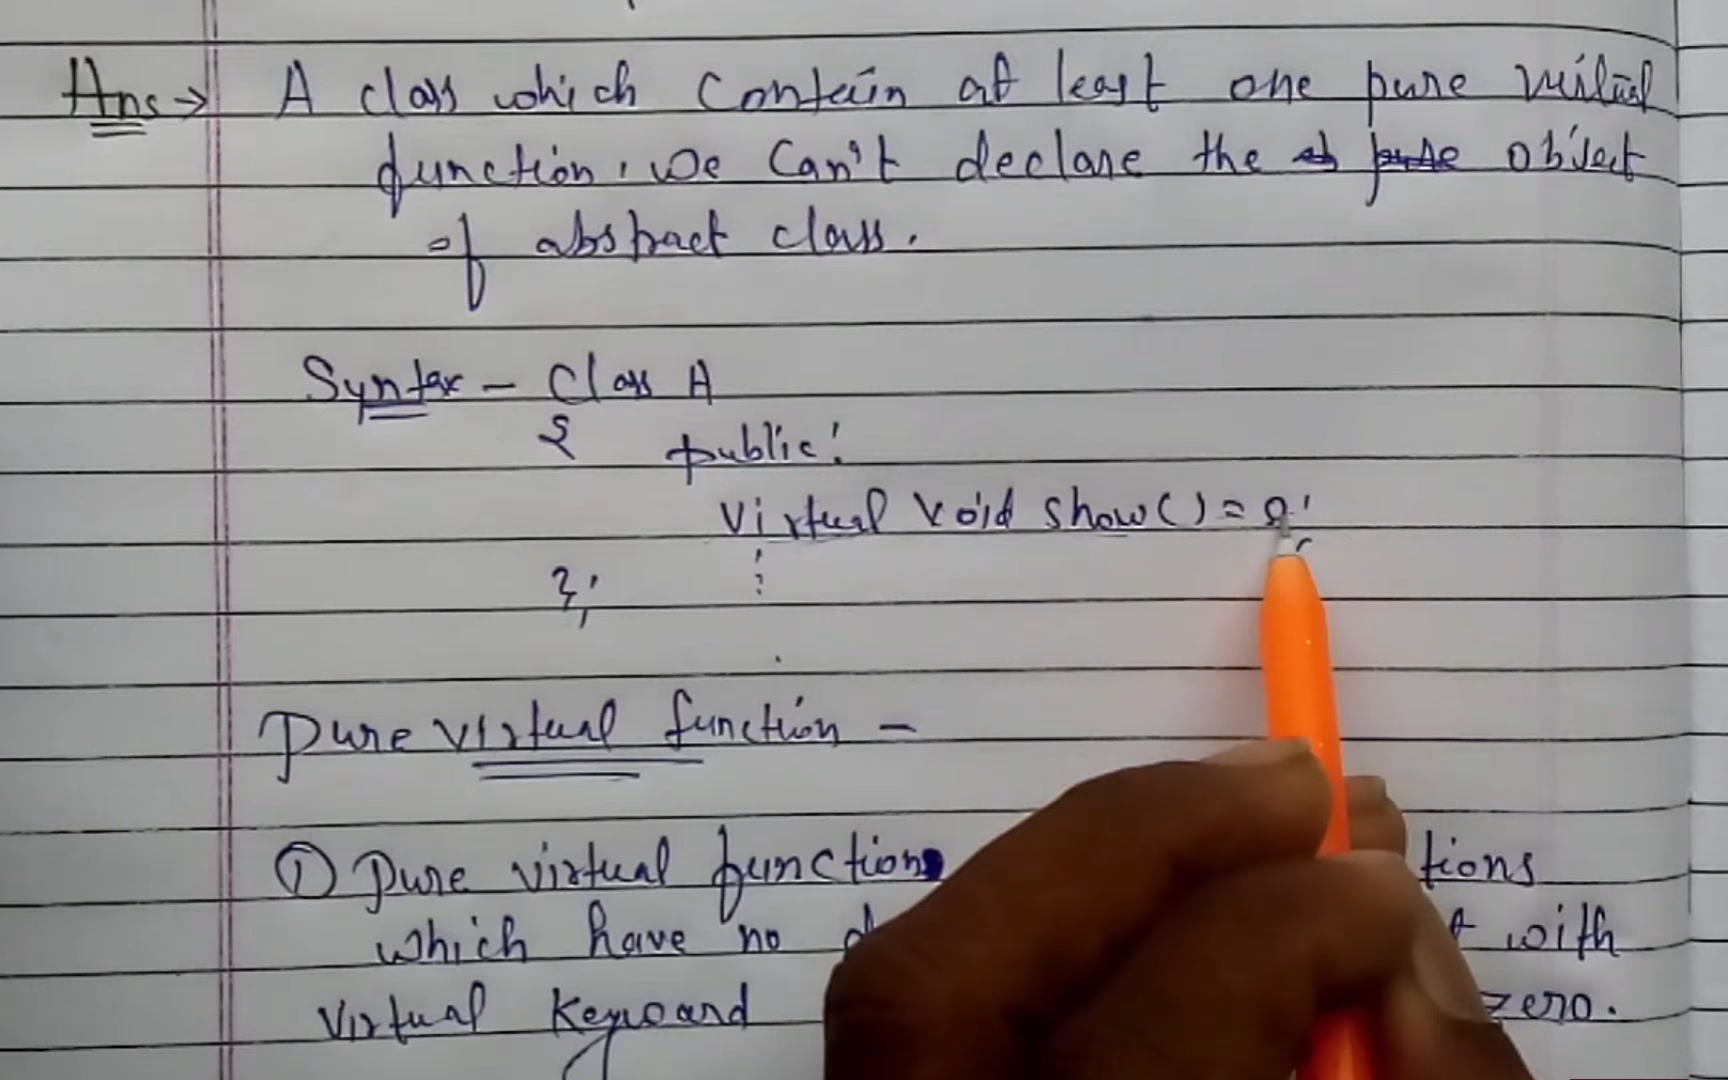 Ans → A class which Contain at least one pure virtual
function. we Can't declare the object
of abstract class.
Syntax - Class A
{ public:
virtual void show() = 0;
};
Pure virtual function -
① Pure virtual function tions
which have no with
virtual Keyword zero.